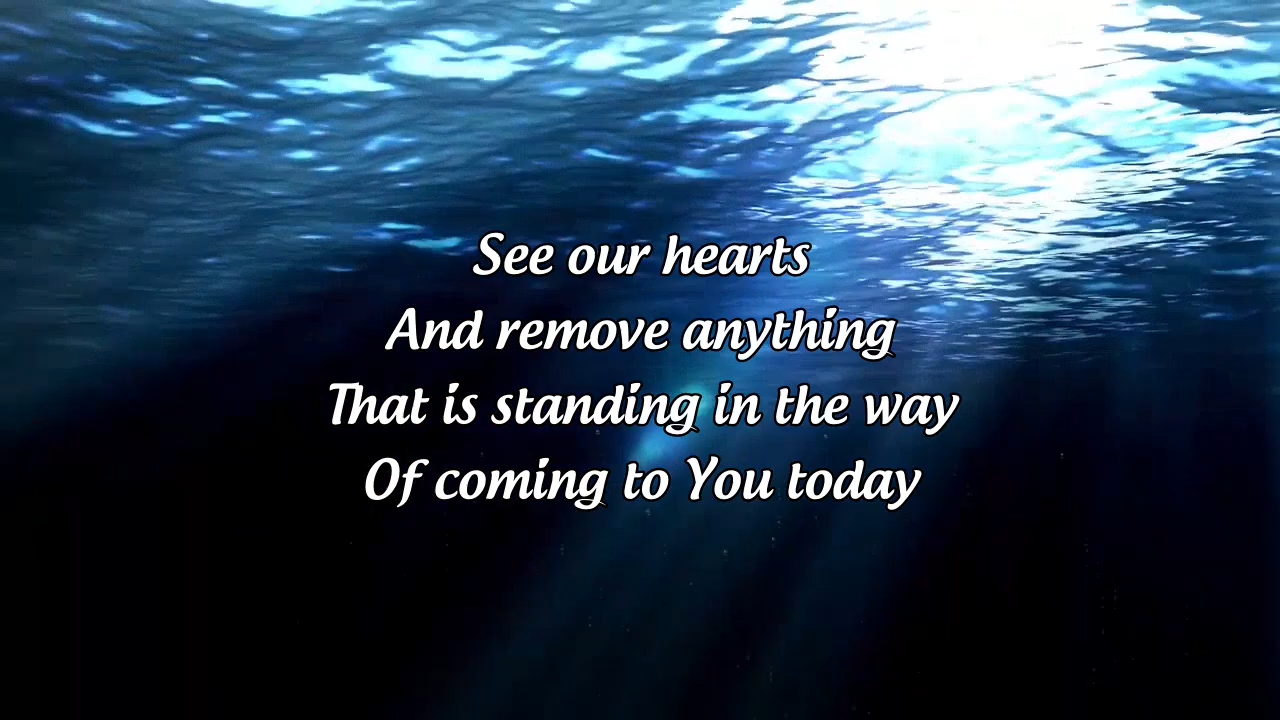 See our hearts
And remove anything
That is standing in the way
Of coming to You today